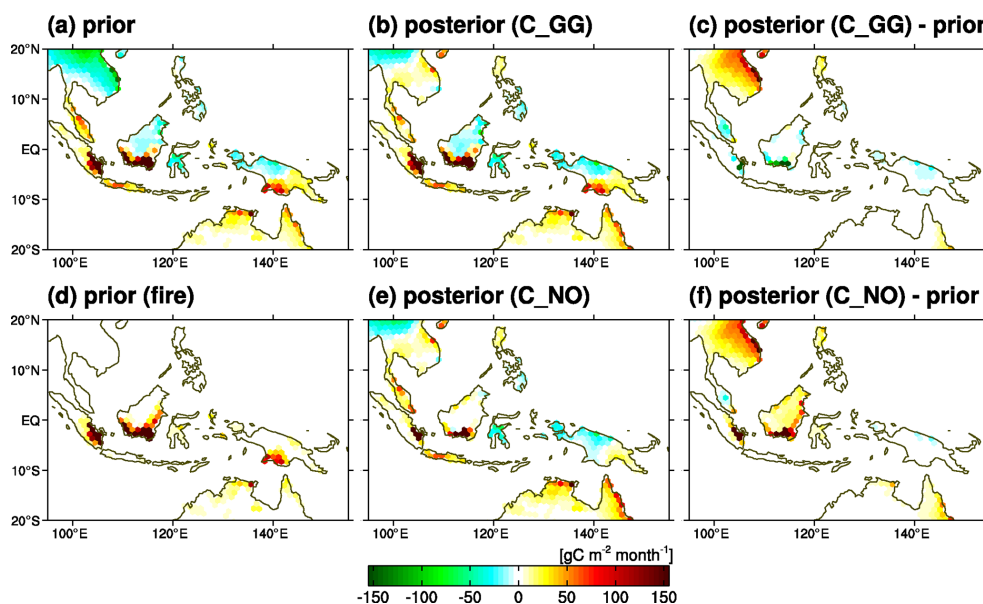 (a) prior (b) posterior (C_GG) (c) posterior (C_GG) - prior
20°N
10°N
EQ
10°S
20°S
100°E 120°E 140°E 100°E 120°E 140°E 100°E 120°E 140°E
(d) prior (fire) (e) posterior (C_NO) (f) posterior (C_NO) - prior
20°N
10°N
EQ
10°S
20°S
100°E 120°E 140°E 100°E 120°E 140°E 100°E 120°E 140°E
[gC m⁻² month⁻¹]
-150 -100 -50 0 50 100 150